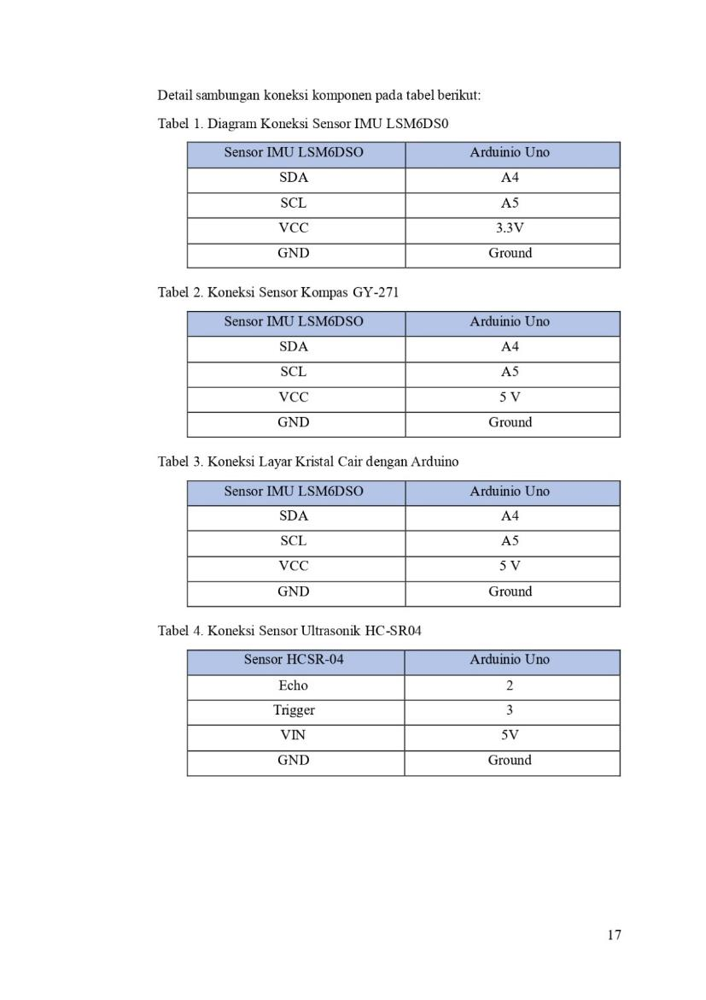 Detail sambungan koneksi komponen pada tabel berikut:
Tabel 1. Diagram Koneksi Sensor IMU LSM6DS0
Sensor IMU LSM6DSO Arduinio Uno
SDA A4
SCL A5
VCC 3.3V
GND Ground
Tabel 2. Koneksi Sensor Kompas GY-271
Sensor IMU LSM6DSO Arduinio Uno
SDA A4
SCL A5
VCC 5 V
GND Ground
Tabel 3. Koneksi Layar Kristal Cair dengan Arduino
Sensor IMU LSM6DSO Arduinio Uno
SDA A4
SCL A5
VCC 5 V
GND Ground
Tabel 4. Koneksi Sensor Ultrasonik HC-SR04
Sensor HCSR-04 Arduinio Uno
Echo 2
Trigger 3
VIN 5V
GND Ground
17